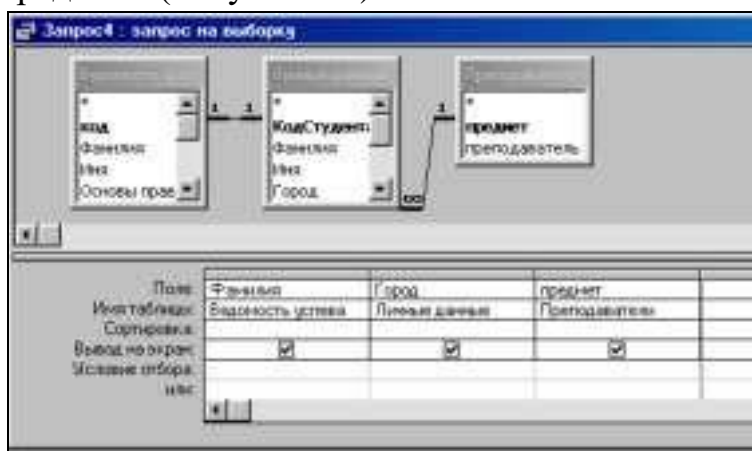 Запрос4 : запрос на выборку
*
код
Фамилия
Имя
Основы прав
1 1
*
КодСтудента
Фамилия
Имя
Город
∞
1
*
предмет
преподаватель
Поле: Фамилия Город предмет
Имя таблицы: Ведомость успева Личные данные Преподаватели
Сортировка:
Вывод на экран:
Условие отбора:
или: